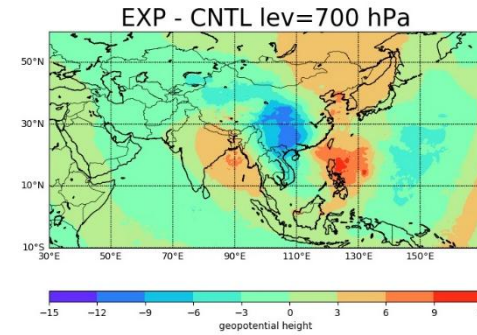 EXP - CNTL lev=700 hPa
50°N
30°N
10°N
10°S
30°E 50°E 70°E 90°E 110°E 130°E 150°E
−15 −12 −9 −6 −3 0 3 6 9
geopotential height